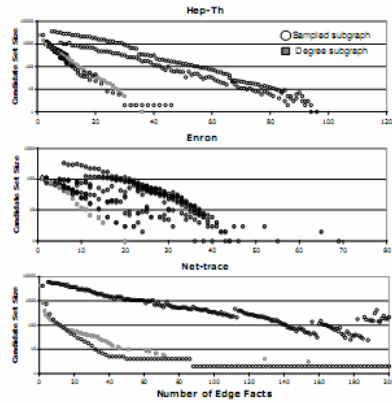 Hep-Th
Candidate Set Size
Sampled subgraph
Degree subgraph
0 20 40 60 80 100 120
Enron
Candidate Set Size
0 10 20 30 40 50 60 70 80
Net-trace
Candidate Set Size
0 20 40 60 80 100 120 140 160 180 200
Number of Edge Facts